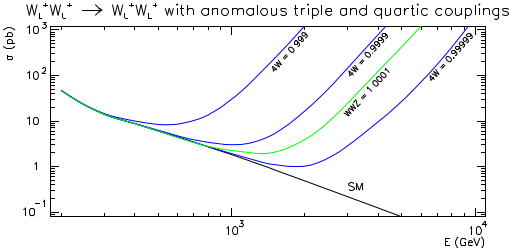 W_L^+W_L^+ → W_L^+W_L^+ with anomalous triple and quartic couplings
σ (pb)
10^3
10^2
10
1
10^-1
4W = 0.999
4W = 0.9999
WWZ = 1.0001
4W = 0.99999
SM
10^3
10^4
E (GeV)